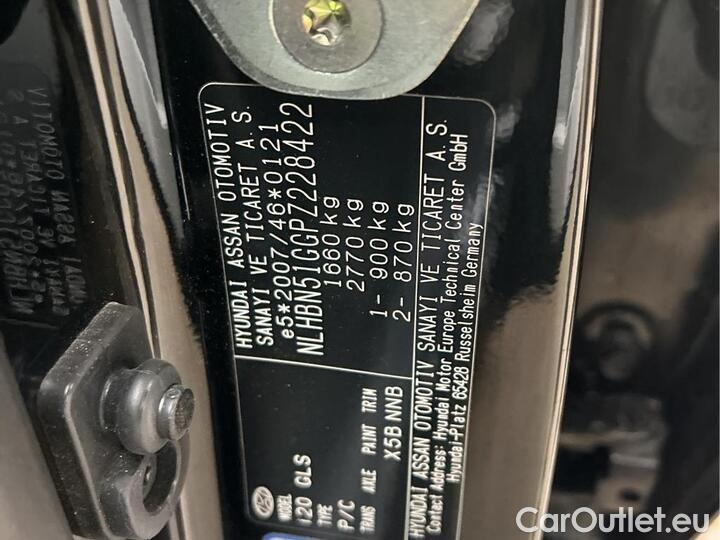 HYUNDAI ASSAN OTOMOTIV
SANAYI VE TICARET A. S.
e5*2007/46*0121
NLHBN51GGPZ228422
1660 kg
2770 kg
1- 900 kg
2- 870 kg
MODEL
i20 GLS
TYPE
P/C
TRANS AXLE PAINT TRIM
X5B NNB
HYUNDAI ASSAN OTOMOTIV SANAYI VE TICARET A. S.
Contact Address: Hyundai Motor Europe Technical Center GmbH
Hyundai-Platz 65428 Russelsheim Germany
CarOutlet.eu